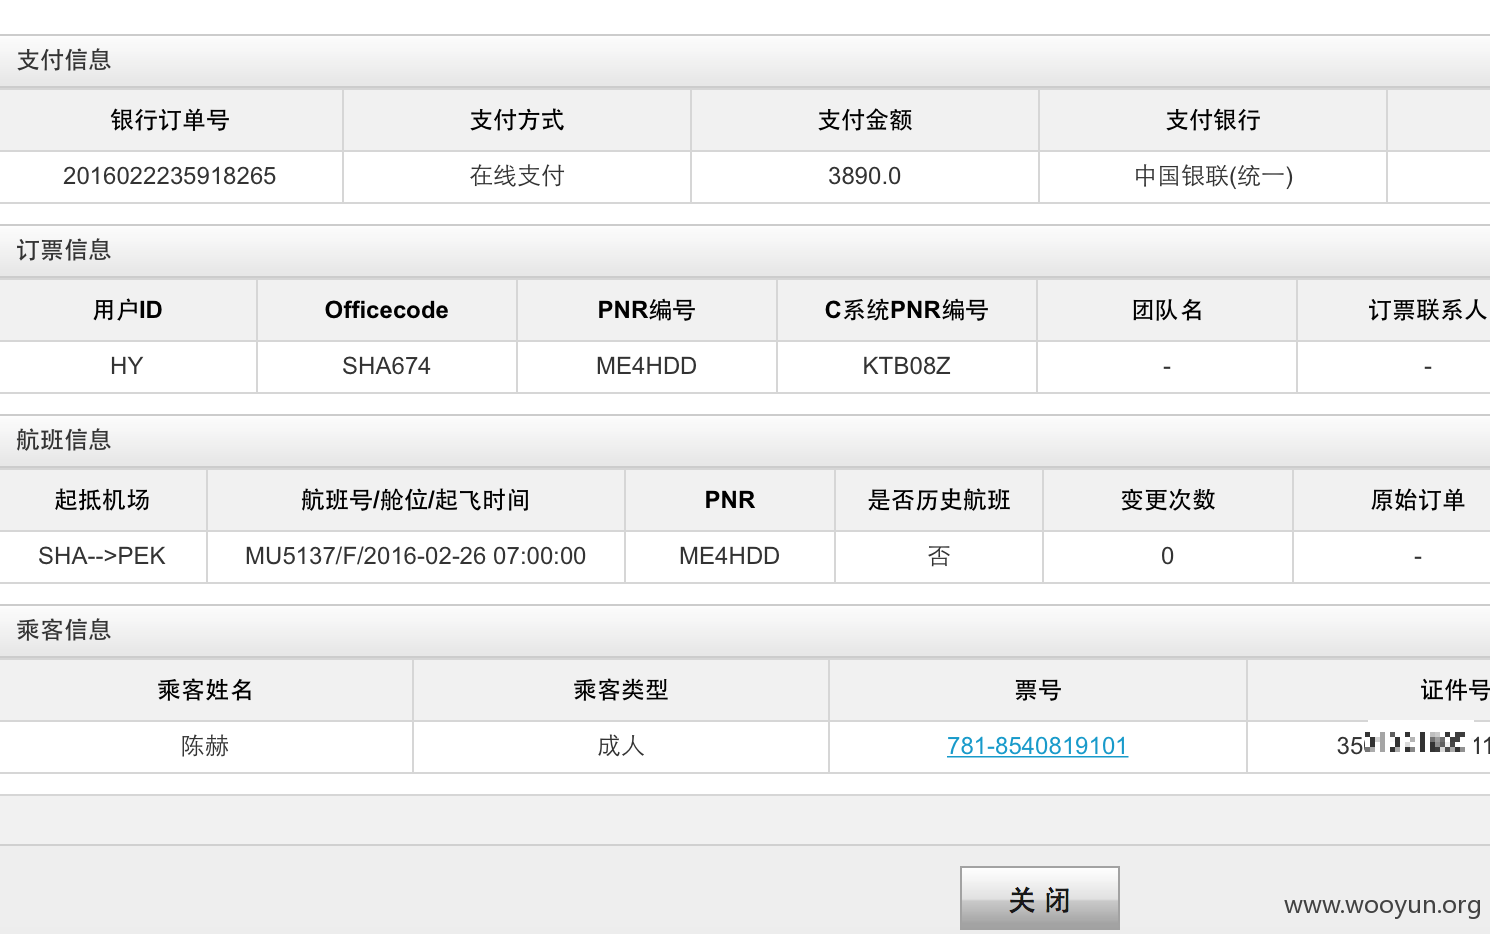 支付信息
银行订单号 支付方式 支付金额 支付银行
2016022235918265 在线支付 3890.0 中国银联(统一)
订票信息
用户ID Officecode PNR编号 C系统PNR编号 团队名 订票联系人
HY SHA674 ME4HDD KTB08Z - -
航班信息
起抵机场 航班号/舱位/起飞时间 PNR 是否历史航班 变更次数 原始订单
SHA-->PEK MU5137/F/2016-02-26 07:00:00 ME4HDD 否 0 -
乘客信息
乘客姓名 乘客类型 票号 证件号
陈赫 成人 781-8540819101 35 11
关 闭
www.wooyun.org